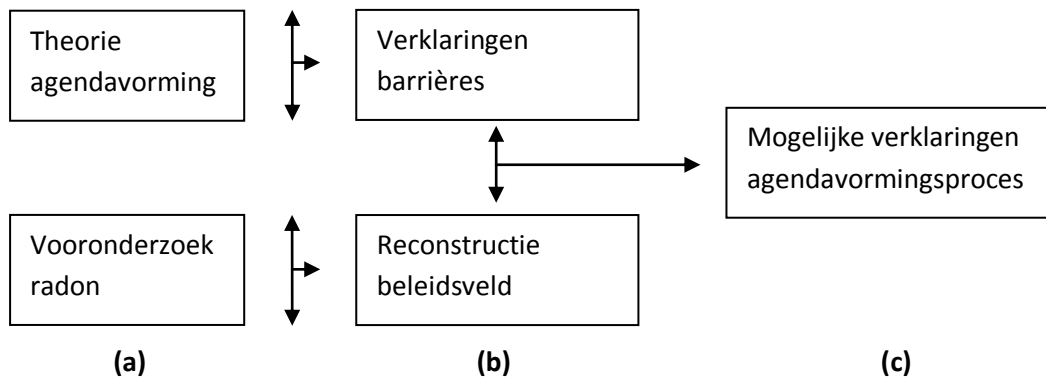 Theorie
agendavorming
Verklaringen
barrières
Mogelijke verklaringen
agendavormingsproces
Vooronderzoek
radon
Reconstructie
beleidsveld
(a)
(b)
(c)